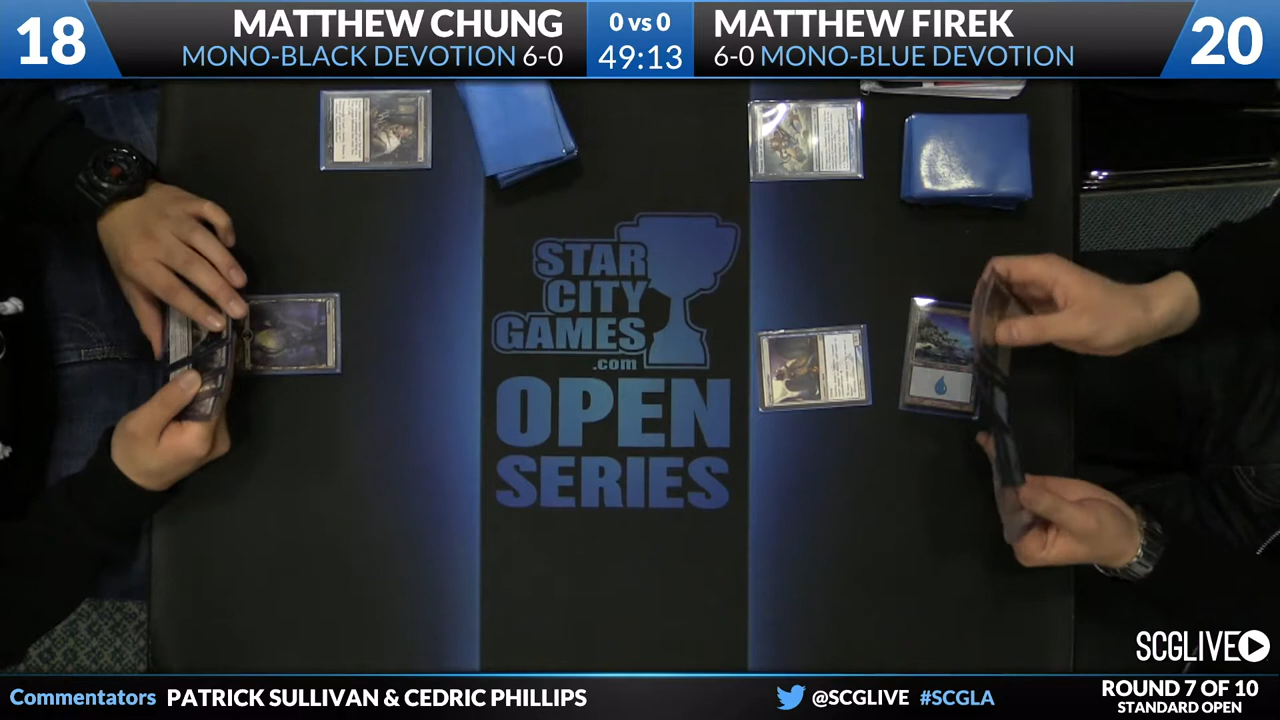 18
MATTHEW CHUNG
MONO-BLACK DEVOTION 6-0
0 vs 0
49:13
MATTHEW FIREK
6-0 MONO-BLUE DEVOTION
20
STAR
CITY
GAMES
.com
OPEN
SERIES
SCGLIVE
Commentators PATRICK SULLIVAN & CEDRIC PHILLIPS
@SCGLIVE #SCGLA
ROUND 7 OF 10
STANDARD OPEN